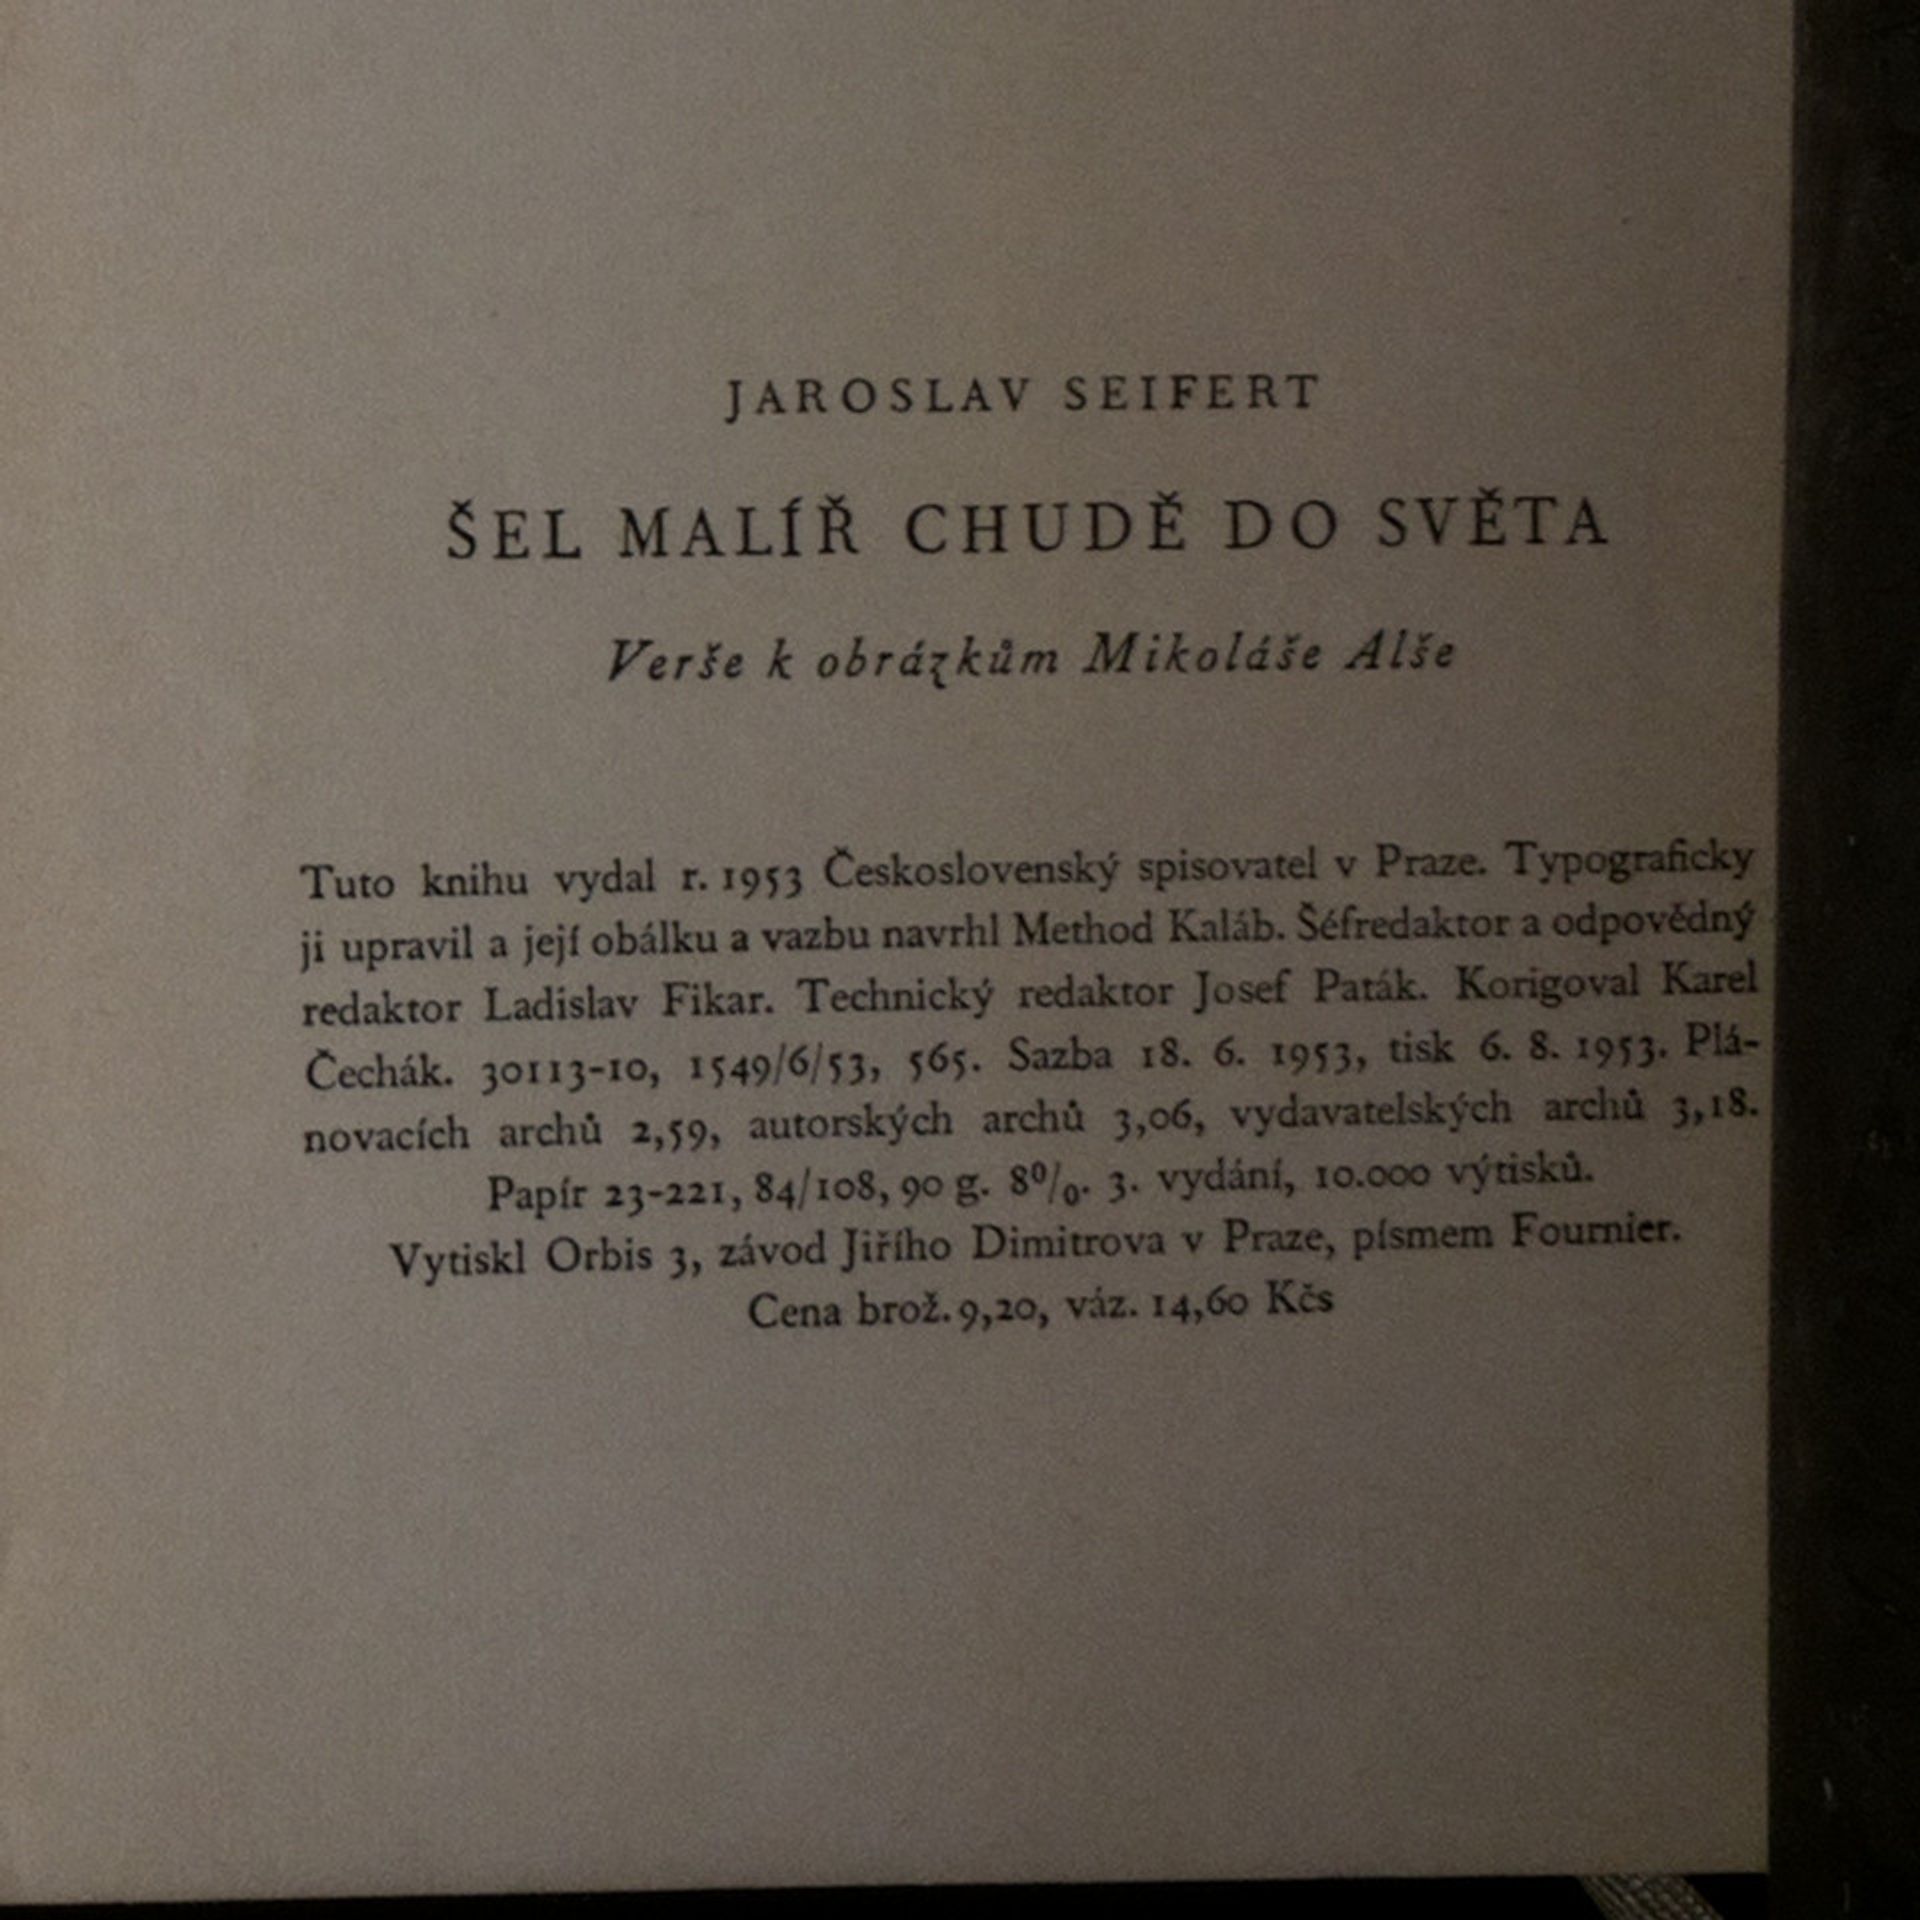 JAROSLAV SEIFERT
ŠEL MALÍŘ CHUDĚ DO SVĚTA
Verše k obrázkům Mikoláše Alše
Tuto knihu vydal r. 1953 Československý spisovatel v Praze. Typograficky
ji upravil a její obálku a vazbu navrhl Method Kaláb. Šéfredaktor a odpovědný
redaktor Ladislav Fikar. Technický redaktor Josef Paták. Korigoval Karel
Čechák. 30113-10, 1549/6/53, 565. Sazba 18. 6. 1953, tisk 6. 8. 1953. Plá-
novacích archů 2,59, autorských archů 3,06, vydavatelských archů 3,18.
Papír 23-221, 84/108, 90 g. 8⁰/₀. 3. vydání, 10.000 výtisků.
Vytiskl Orbis 3, závod Jiřího Dimitrova v Praze, písmem Fournier.
Cena brož. 9,20, váz. 14,60 Kčs